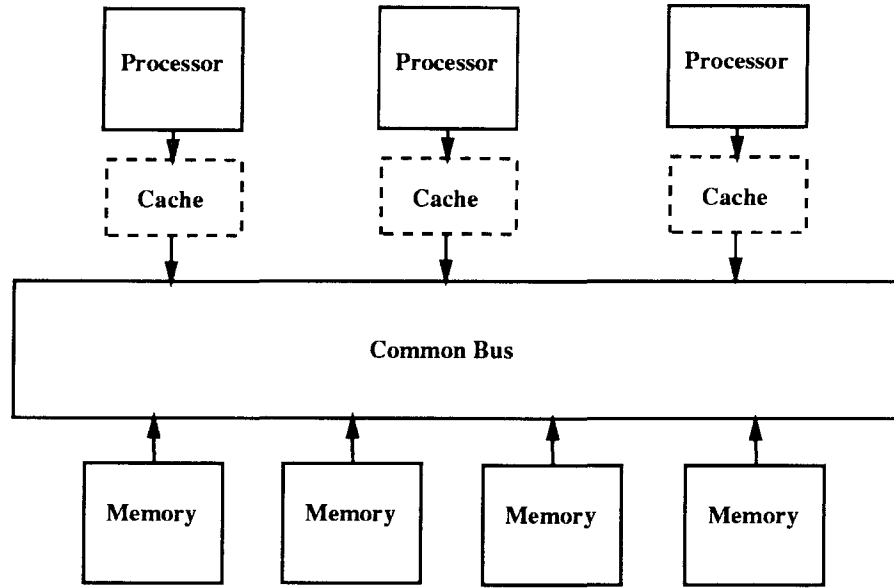 Processor
Processor
Processor
Cache
Cache
Cache
Common Bus
Memory
Memory
Memory
Memory